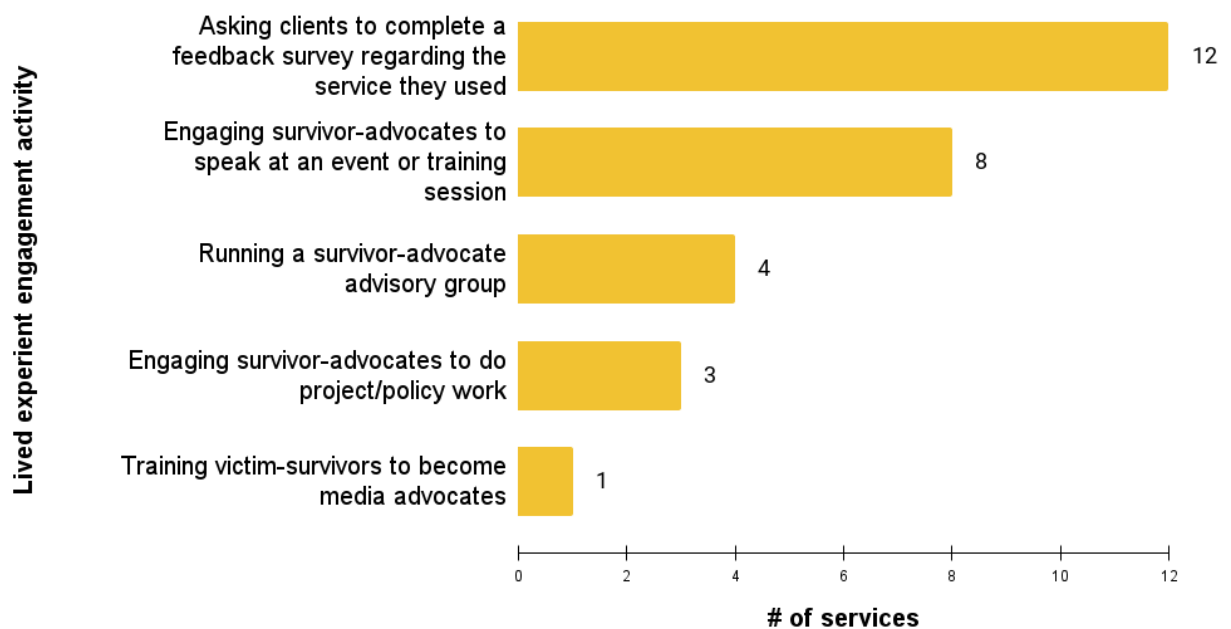 Lived experient engagement activity
Asking clients to complete a
feedback survey regarding the
service they used
12
Engaging survivor-advocates to
speak at an event or training
session
8
Running a survivor-advocate
advisory group
4
Engaging survivor-advocates to do
project/policy work
3
Training victim-survivors to become
media advocates
1
0 2 4 6 8 10 12
# of services